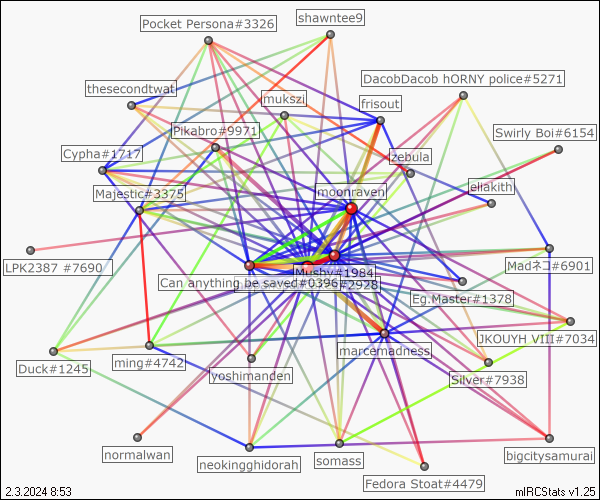 shawntee9
Pocket Persona#3326
DacobDacob hORNY police#5271
thesecondtwat
mukszi
frisout
Pikabro#9971
Swirly Boi#6154
Cypha#1717
zebula
Majestic#3375
moonraven
eliakith
LPK2387 #7690
Mushy#1984
Madネコ#6901
Can anything be saved#0396
#2928
Eg.Master#1378
JKOUYH VIII#7034
marcemadness
Duck#1245
ming#4742
yoshimanden
Silver#7938
normalwan
neokingghidorah
somass
bigcitysamurai
Fedora Stoat#4479
2.3.2024 8:53
mIRCStats v1.25